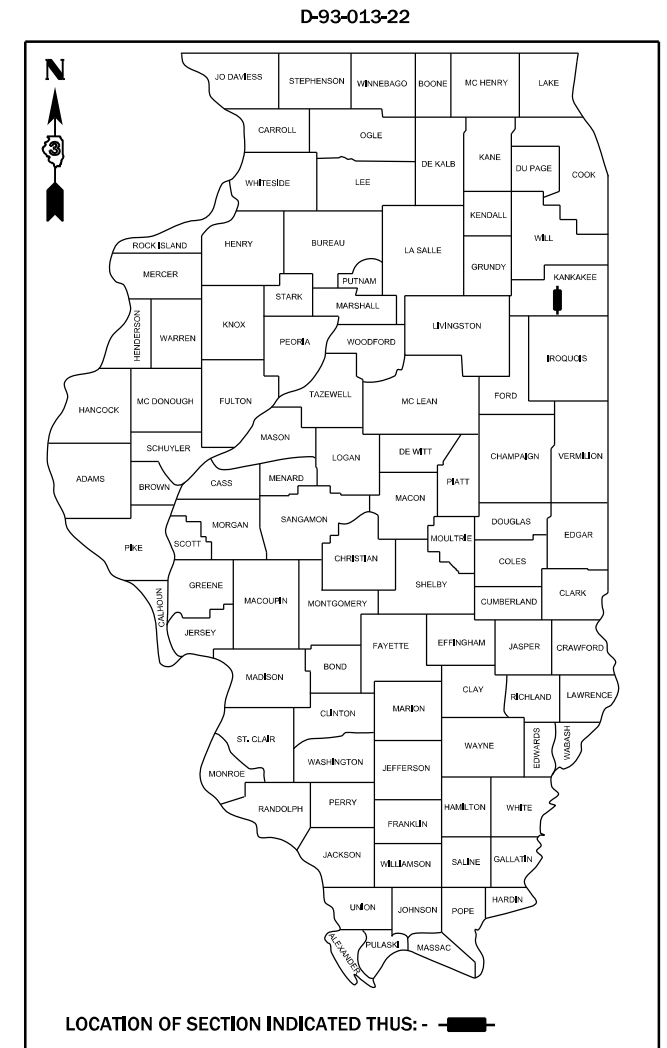 D-93-013-22
N
3
JO DAVIESS STEPHENSON WINNEBAGO BOONE MC HENRY LAKE
CARROLL OGLE
DE KALB KANE DU PAGE COOK
WHITESIDE LEE
KENDALL
ROCK ISLAND HENRY BUREAU LA SALLE WILL
MERCER PUTNAM GRUNDY KANKAKEE
STARK MARSHALL
HENDERSON WARREN KNOX PEORIA WOODFORD LIVINGSTON IROQUOIS
HANCOCK MC DONOUGH FULTON TAZEWELL MC LEAN FORD
MASON
SCHUYLER LOGAN DE WITT CHAMPAIGN VERMILION
ADAMS BROWN CASS MENARD PIATT
MACON
MORGAN SANGAMON DOUGLAS
PIKE SCOTT CHRISTIAN MOULTRIE EDGAR
COLES
GREENE SHELBY
CALHOUN MACOUPIN MONTGOMERY CUMBERLAND CLARK
JERSEY FAYETTE EFFINGHAM JASPER CRAWFORD
BOND
MADISON CLAY RICHLAND LAWRENCE
CLINTON MARION
ST. CLAIR WAYNE EDWARDS WABASH
WASHINGTON JEFFERSON
MONROE
RANDOLPH PERRY HAMILTON WHITE
FRANKLIN
JACKSON WILLIAMSON SALINE GALLATIN
UNION JOHNSON POPE HARDIN
ALEXANDER PULASKI MASSAC
LOCATION OF SECTION INDICATED THUS: -